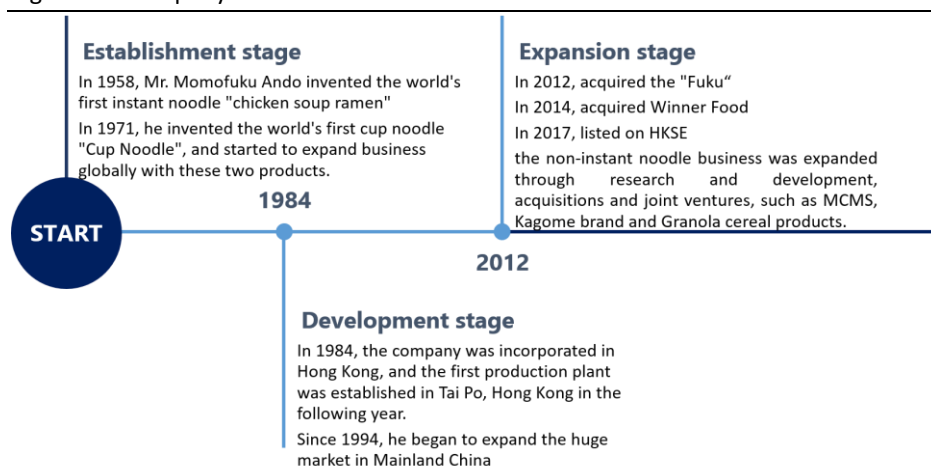 Establishment stage
In 1958, Mr. Momofuku Ando invented the world's
first instant noodle "chicken soup ramen"
In 1971, he invented the world's first cup noodle
"Cup Noodle", and started to expand business
globally with these two products.
Expansion stage
In 2012, acquired the "Fuku“
In 2014, acquired Winner Food
In 2017, listed on HKSE
the non-instant noodle business was expanded
through research and development,
acquisitions and joint ventures, such as MCMS,
Kagome brand and Granola cereal products.
START
1984
2012
Development stage
In 1984, the company was incorporated in
Hong Kong, and the first production plant
was established in Tai Po, Hong Kong in the
following year.
Since 1994, he began to expand the huge
market in Mainland China